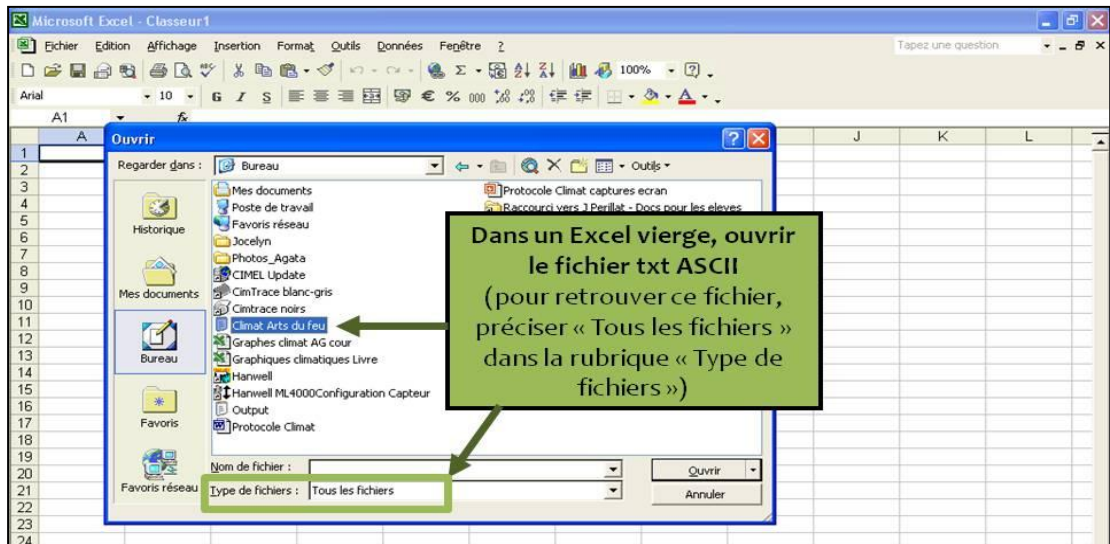 Microsoft Excel - Classeur1
Fichier Edition Affichage Insertion Format Outils Données Fenêtre ? Tapez une question
100%
Arial 10 G I S € % 000
A1 fx
A J K L
Ouvrir
Regarder dans : Bureau Outils
Historique
Mes documents
Bureau
Favoris
Favoris réseau
Mes documents
Poste de travail
Favoris réseau
Jocelyn
Photos_Agata
CIMEL Update
CimTrace blanc-gris
Cimtrace noirs
Climat Arts du feu
Graphes climat AG cour
Graphiques climatiques Livre
Hanwell
Hanwell ML4000Configuration Capteur
Output
Protocole Climat
Protocole Climat captures ecran
Raccourci vers J Perillat - Docs pour les eleves
Dans un Excel vierge, ouvrir
le fichier txt ASCII
(pour retrouver ce fichier,
préciser « Tous les fichiers »
dans la rubrique « Type de
fichiers »)
Nom de fichier :
Ouvrir
Type de fichiers : Tous les fichiers
Annuler
1
2
3
4
5
6
7
8
9
10
11
12
13
14
15
16
17
18
19
20
21
22
23
24